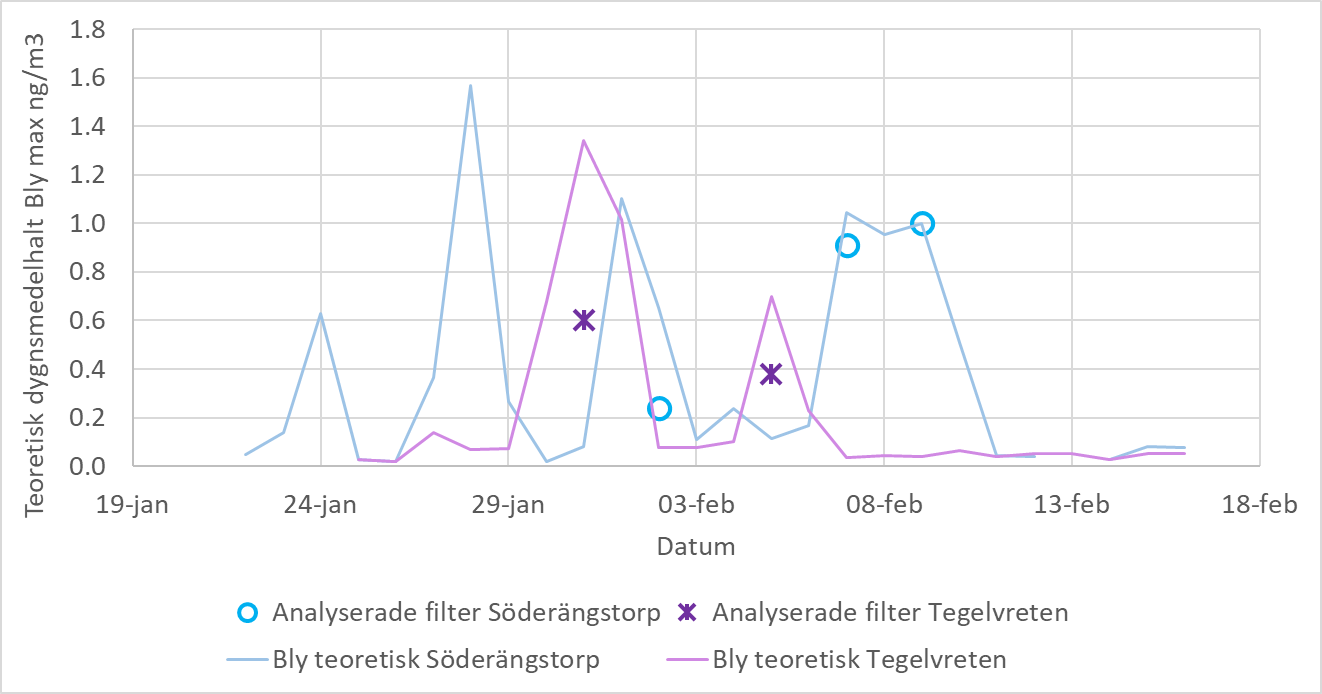 Teoretisk dygnsmedelhalt Bly max ng/m3
1.8
1.6
1.4
1.2
1.0
0.8
0.6
0.4
0.2
0.0
19-jan 24-jan 29-jan 03-feb 08-feb 13-feb 18-feb
Datum
Analyserade filter Söderängstorp Analyserade filter Tegelvreten
Bly teoretisk Söderängstorp Bly teoretisk Tegelvreten